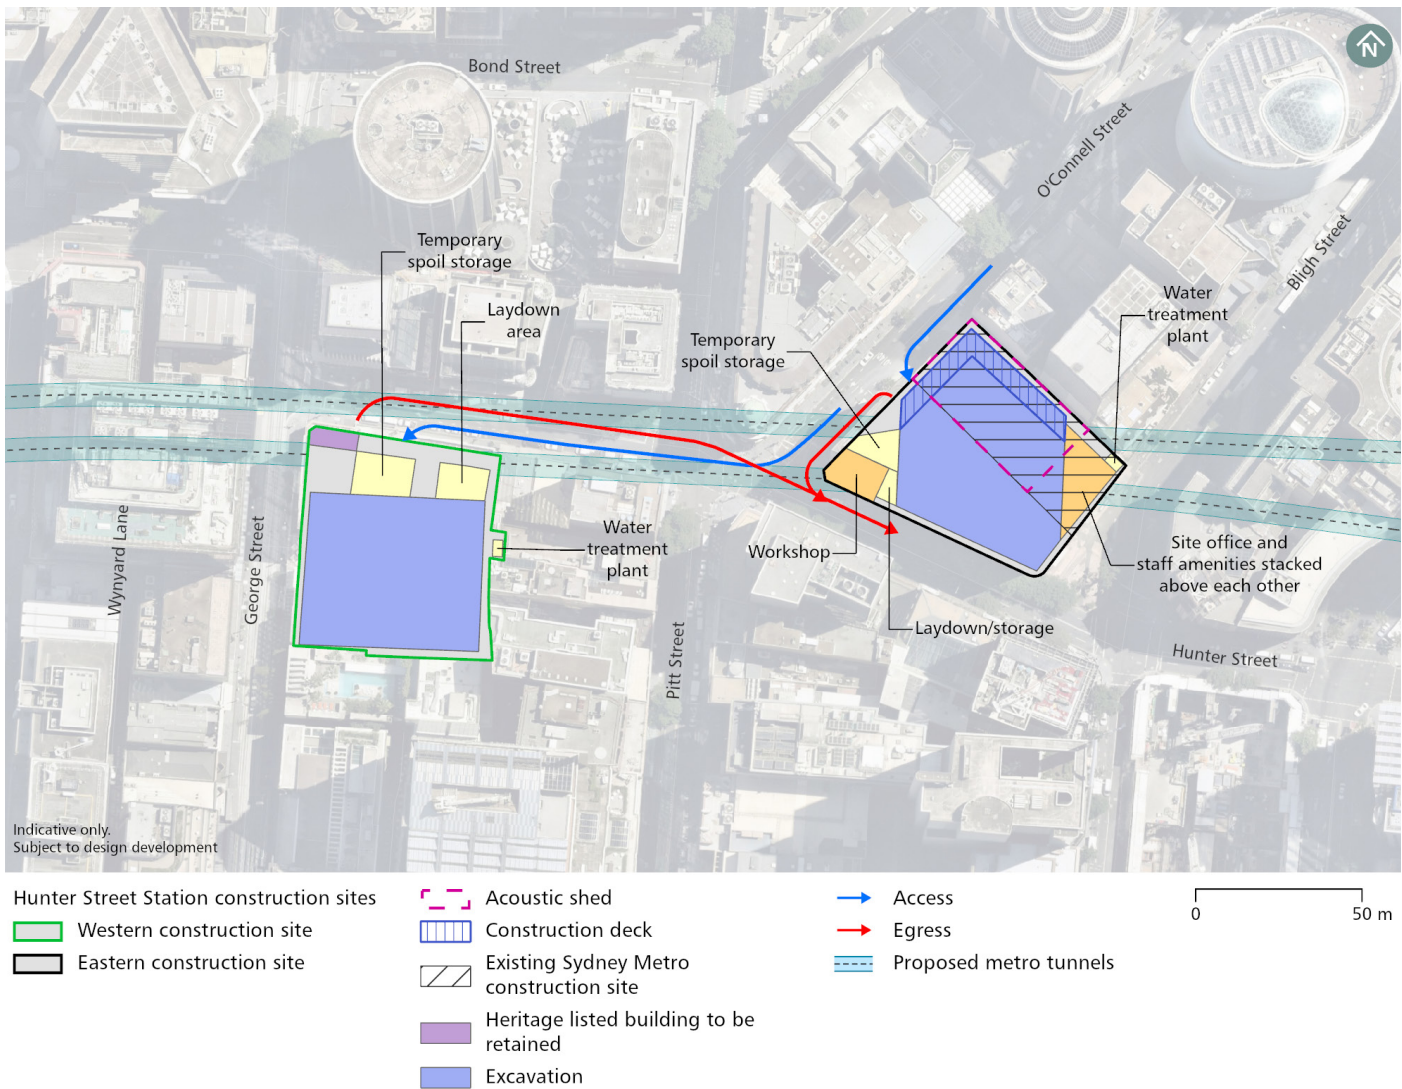 N
Bond Street
O'Connell Street
Bligh Street
Temporary
spoil storage
Laydown
area
Water
treatment
plant
Temporary
spoil storage
Wynyard Lane
George Street
Water
treatment
plant
Workshop
Site office and
staff amenities stacked
above each other
Laydown/storage
Pitt Street
Hunter Street
Indicative only.
Subject to design development
Hunter Street Station construction sites
Western construction site
Eastern construction site
Acoustic shed
Construction deck
Existing Sydney Metro
construction site
Heritage listed building to be
retained
Excavation
Access
Egress
Proposed metro tunnels
0 50 m